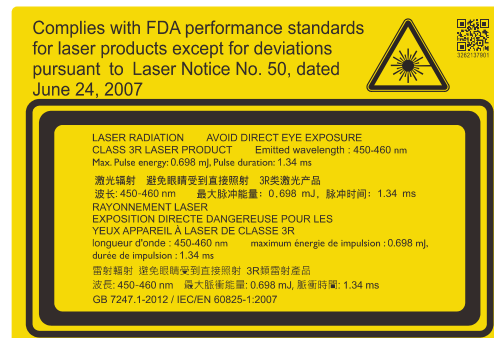 Complies with FDA performance standards
for laser products except for deviations
pursuant to Laser Notice No. 50, dated
June 24, 2007
3282137901
LASER RADIATION AVOID DIRECT EYE EXPOSURE
CLASS 3R LASER PRODUCT Emitted wavelength : 450-460 nm
Max. Pulse energy: 0.698 mJ, Pulse duration: 1.34 ms
激光辐射 避免眼睛受到直接照射 3R类激光产品
波长: 450-460 nm 最大脉冲能量: 0.698 mJ, 脉冲时间: 1.34 ms
RAYONNEMENT LASER
EXPOSITION DIRECTE DANGEREUSE POUR LES
YEUX APPAREIL À LASER DE CLASSE 3R
longueur d'onde : 450-460 nm maximum énergie de impulsion : 0.698 mJ,
durée de impulsion : 1.34 ms
雷射輻射 避免眼睛受到直接照射 3R類雷射產品
波長: 450-460 nm 最大脈衝能量: 0.698 mJ, 脈衝時間: 1.34 ms
GB 7247.1-2012 / IEC/EN 60825-1:2007